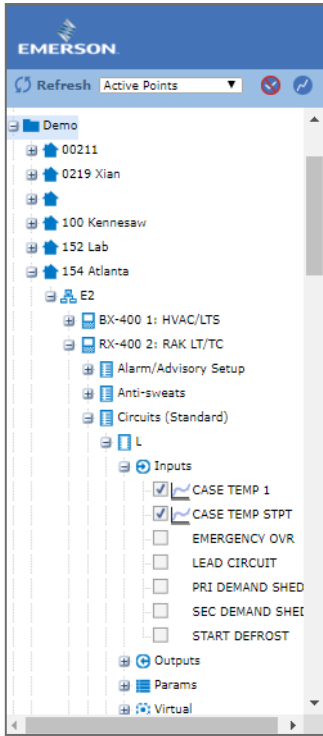 EMERSON.
Refresh Active Points
Demo
00211
0219 Xian
100 Kennesaw
152 Lab
154 Atlanta
E2
BX-400 1: HVAC/LTS
RX-400 2: RAK LT/TC
Alarm/Advisory Setup
Anti-sweats
Circuits (Standard)
L
Inputs
CASE TEMP 1
CASE TEMP STPT
EMERGENCY OVR
LEAD CIRCUIT
PRI DEMAND SHED
SEC DEMAND SHED
START DEFROST
Outputs
Params
Virtual